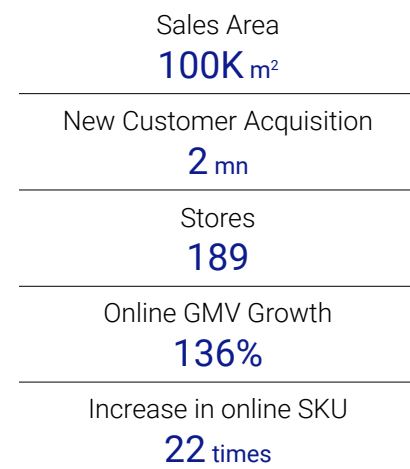 Sales Area
100K m²
New Customer Acquisition
2 mn
Stores
189
Online GMV Growth
136%
Increase in online SKU
22 times